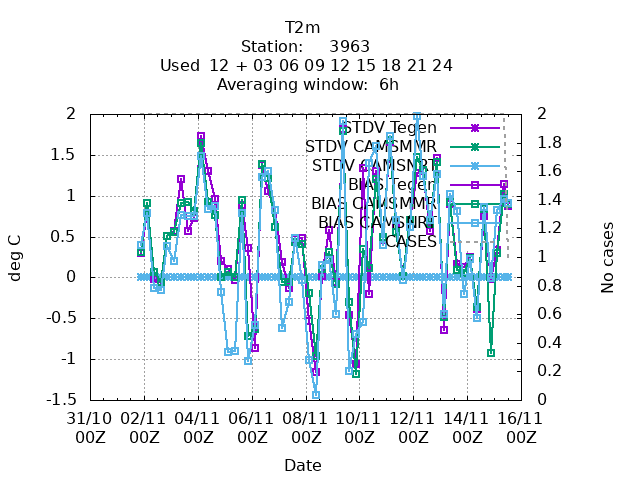 T2m
Station: 3963
Used 12 + 03 06 09 12 15 18 21 24
Averaging window: 6h
2
1.5
1
0.5
0
-0.5
-1
-1.5
deg C
STDV Tegen
STDV CAMSMMR
STDV CAMSNRT
BIAS Tegen
BIAS CAMSMMR
BIAS CAMSNRT
CASES
2
1.8
1.6
1.4
1.2
1
0.8
0.6
0.4
0.2
0
No cases
31/10 02/11 04/11 06/11 08/11 10/11 12/11 14/11 16/11
00Z 00Z 00Z 00Z 00Z 00Z 00Z 00Z 00Z
Date